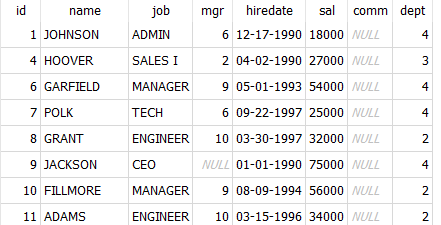 id name job mgr hiredate sal comm dept
1 JOHNSON ADMIN 6 12-17-1990 18000 NULL 4
4 HOOVER SALES I 2 04-02-1990 27000 NULL 3
6 GARFIELD MANAGER 9 05-01-1993 54000 NULL 4
7 POLK TECH 6 09-22-1997 25000 NULL 4
8 GRANT ENGINEER 10 03-30-1997 32000 NULL 2
9 JACKSON CEO NULL 01-01-1990 75000 NULL 4
10 FILLMORE MANAGER 9 08-09-1994 56000 NULL 2
11 ADAMS ENGINEER 10 03-15-1996 34000 NULL 2